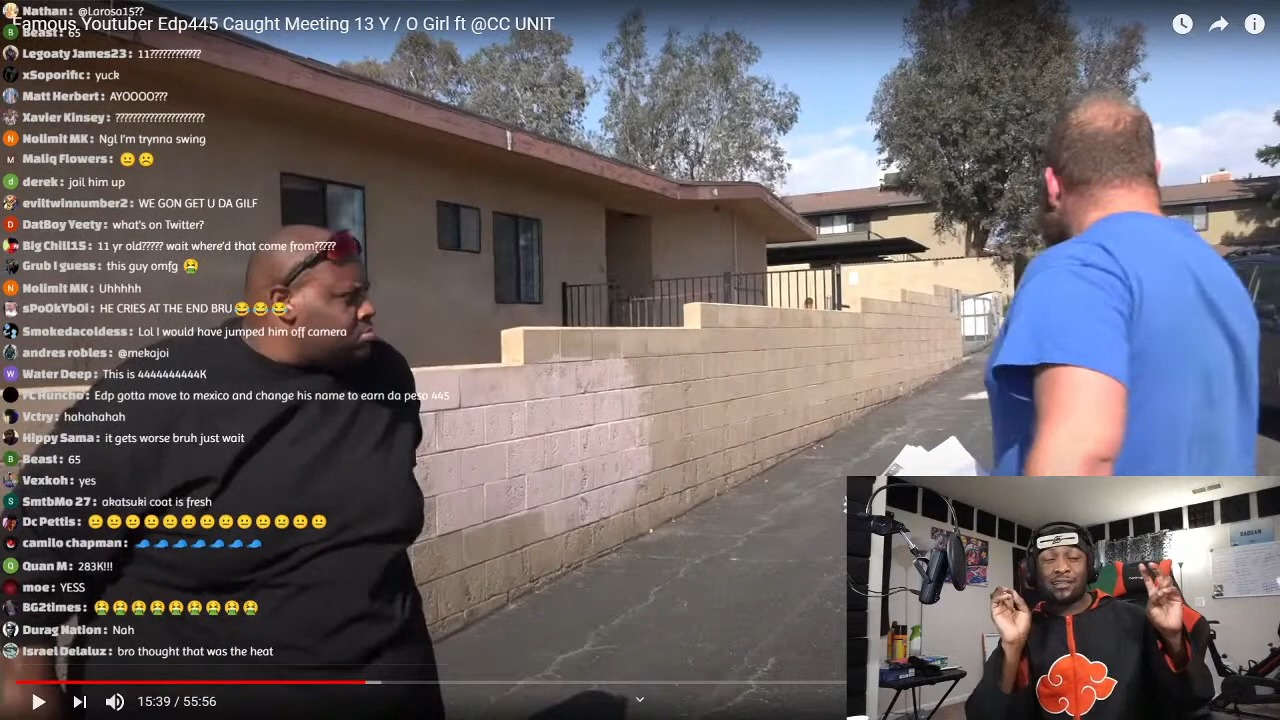 Nathan: @Larosa15??
Famous Youtuber Edp445 Caught Meeting 13 Y / O Girl ft @CC UNIT
Beast: 65
Legoaty James23: 11???????????
xSoporific: yuck
Matt Herbert: AYOOOO???
Xavier Kinsey: ??????????????????????
Nolimit MK: Ngl I'm trynna swing
Maliq Flowers: 😐 ☹️
derek: jail him up
eviltwinnumber2: WE GON GET U DA GILF
DatBoy Yeety: what's on Twitter?
Big Chill15: 11 yr old????? wait where'd that come from?????
Grub I guess: this guy omfg 🤮
Nolimit MK: Uhhhhh
sPoOkYbOi: HE CRIES AT THE END BRU😂 😂 😂
Smokedacoldess: Lol I would have jumped him off camera
andres robles: @mekajoi
Water Deep: This is 4444444444K
YC Huncho: Edp gotta move to mexico and change his name to earn da peso 445
Vctry: hahahahah
Hippy Sama: it gets worse bruh just wait
Beast: 65
Vexkoh: yes
SmtbMo 27: akatsuki coat is fresh
Dc Pettis: 😐 😐 😐 😐 😐 😐 😐 😐 😐 😐 😐 😐 😐
camilo chapman: 🧢 🧢 🧢 🧢 🧢 🧢 🧢
Quan M: 283K!!!
moe: YESS
BG2times: 🤮 🤮 🤮 🤮 🤮 🤮 🤮 🤮 🤮
Durag Nation: Nah
Israel Delaluz: bro thought that was the heat
15:39 / 55:56